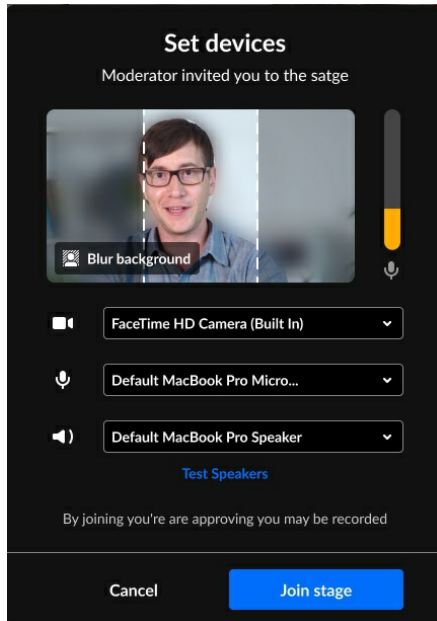 Set devices
Moderator invited you to the satge
Blur background
FaceTime HD Camera (Built In)
Default MacBook Pro Micro...
Default MacBook Pro Speaker
Test Speakers
By joining you're are approving you may be recorded
Cancel
Join stage